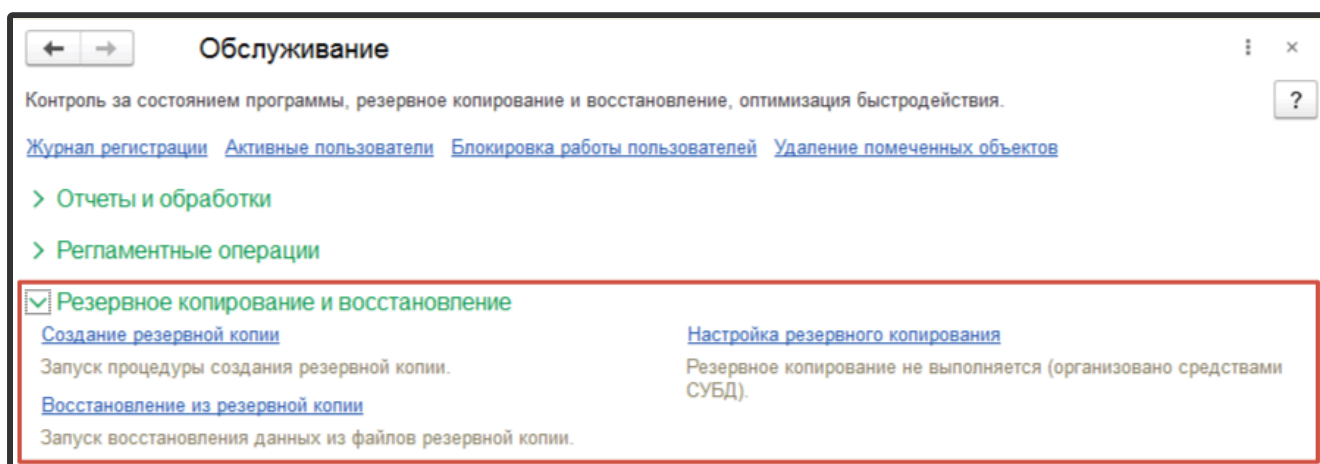 Обслуживание
Контроль за состоянием программы, резервное копирование и восстановление, оптимизация быстродействия.
?
Журнал регистрации Активные пользователи Блокировка работы пользователей Удаление помеченных объектов
Отчеты и обработки
Регламентные операции
Резервное копирование и восстановление
Создание резервной копии
Запуск процедуры создания резервной копии.
Восстановление из резервной копии
Запуск восстановления данных из файлов резервной копии.
Настройка резервного копирования
Резервное копирование не выполняется (организовано средствами
СУБД).